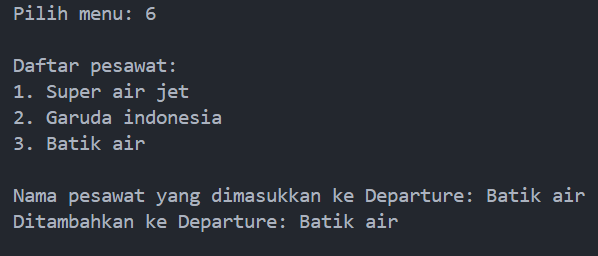 Pilih menu: 6
Daftar pesawat:
1. Super air jet
2. Garuda indonesia
3. Batik air
Nama pesawat yang dimasukkan ke Departure: Batik air
Ditambahkan ke Departure: Batik air